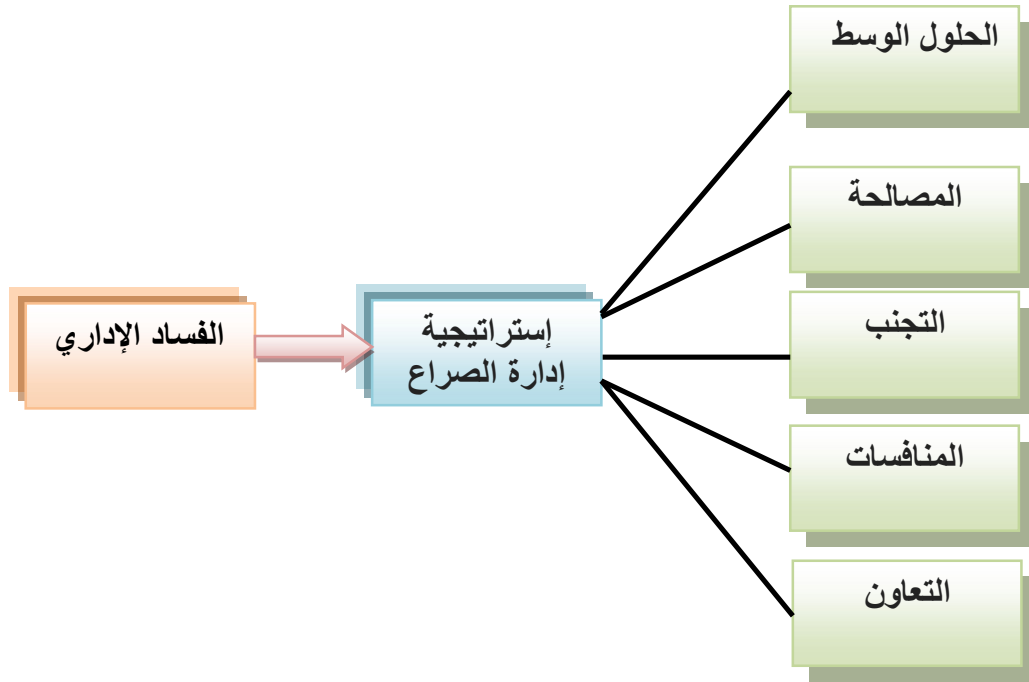 الحلول الوسط
المصالحة
التجنب
المنافسات
التعاون
إستراتيجية
إدارة الصراع
الفساد الإداري